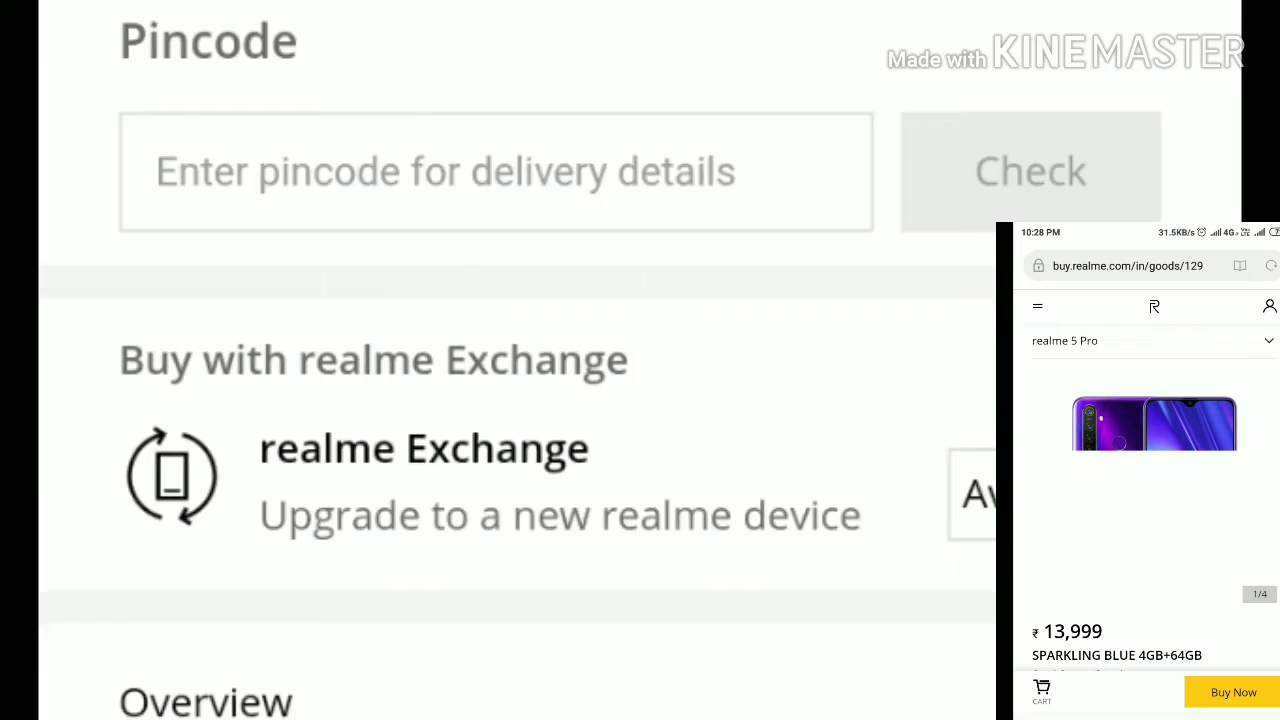 Pincode
Made with KINEMASTER
Enter pincode for delivery details
Check
Buy with realme Exchange
realme Exchange
Upgrade to a new realme device
Overview
10:28 PM
31.5KB/s
4G+
buy.realme.com/in/goods/129
realme 5 Pro
1/4
₹ 13,999
SPARKLING BLUE 4GB+64GB
CART
Buy Now